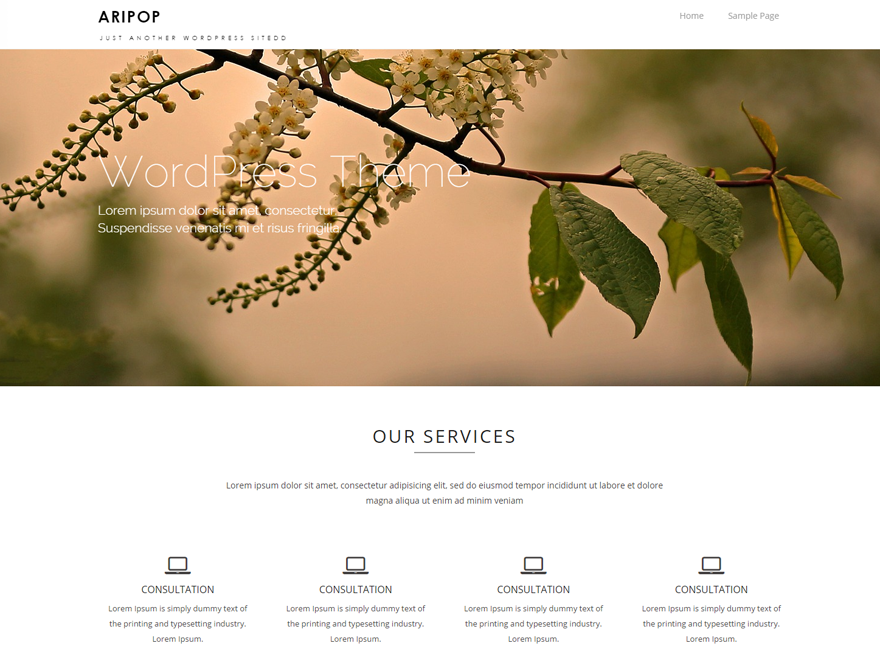 ARIPOP
Home Sample Page
JUST ANOTHER WORDPRESS SITEDD
WordPress Theme
Lorem ipsum dolor sit amet, consectetur
Suspendisse venenatis mi et risus fringilla.
OUR SERVICES
Lorem ipsum dolor sit amet, consectetur adipisicing elit, sed do eiusmod tempor incididunt ut labore et dolore
magna aliqua ut enim ad minim veniam
CONSULTATION
Lorem Ipsum is simply dummy text of
the printing and typesetting industry.
Lorem Ipsum.
CONSULTATION
Lorem Ipsum is simply dummy text of
the printing and typesetting industry.
Lorem Ipsum.
CONSULTATION
Lorem Ipsum is simply dummy text of
the printing and typesetting industry.
Lorem Ipsum.
CONSULTATION
Lorem Ipsum is simply dummy text of
the printing and typesetting industry.
Lorem Ipsum.